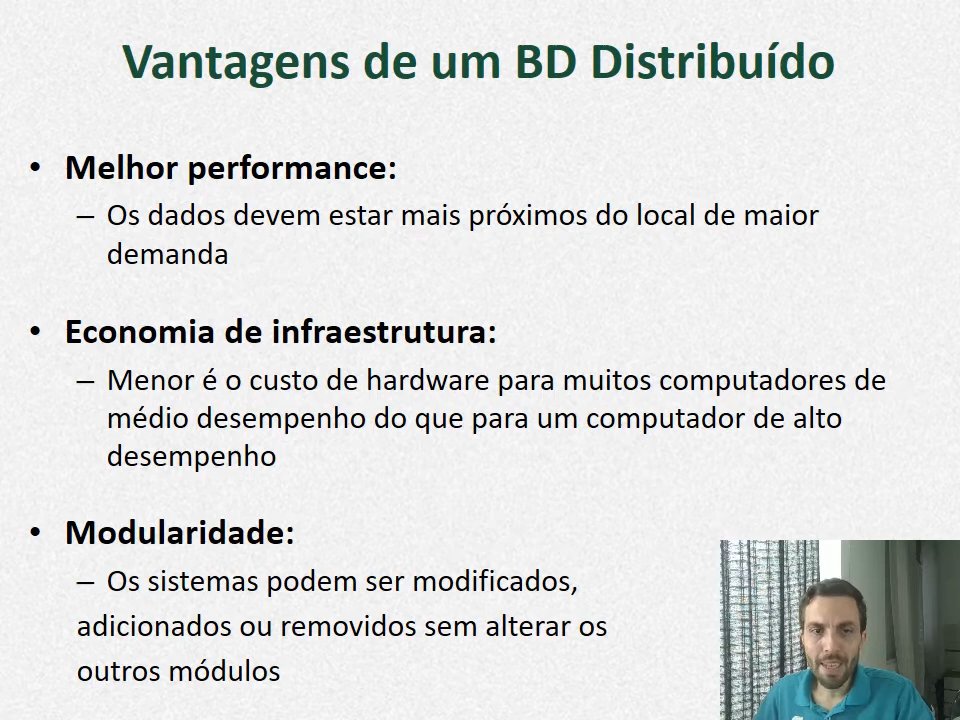 Vantagens de um BD Distribuído
• Melhor performance:
– Os dados devem estar mais próximos do local de maior
demanda
• Economia de infraestrutura:
– Menor é o custo de hardware para muitos computadores de
médio desempenho do que para um computador de alto
desempenho
• Modularidade:
– Os sistemas podem ser modificados,
adicionados ou removidos sem alterar os
outros módulos